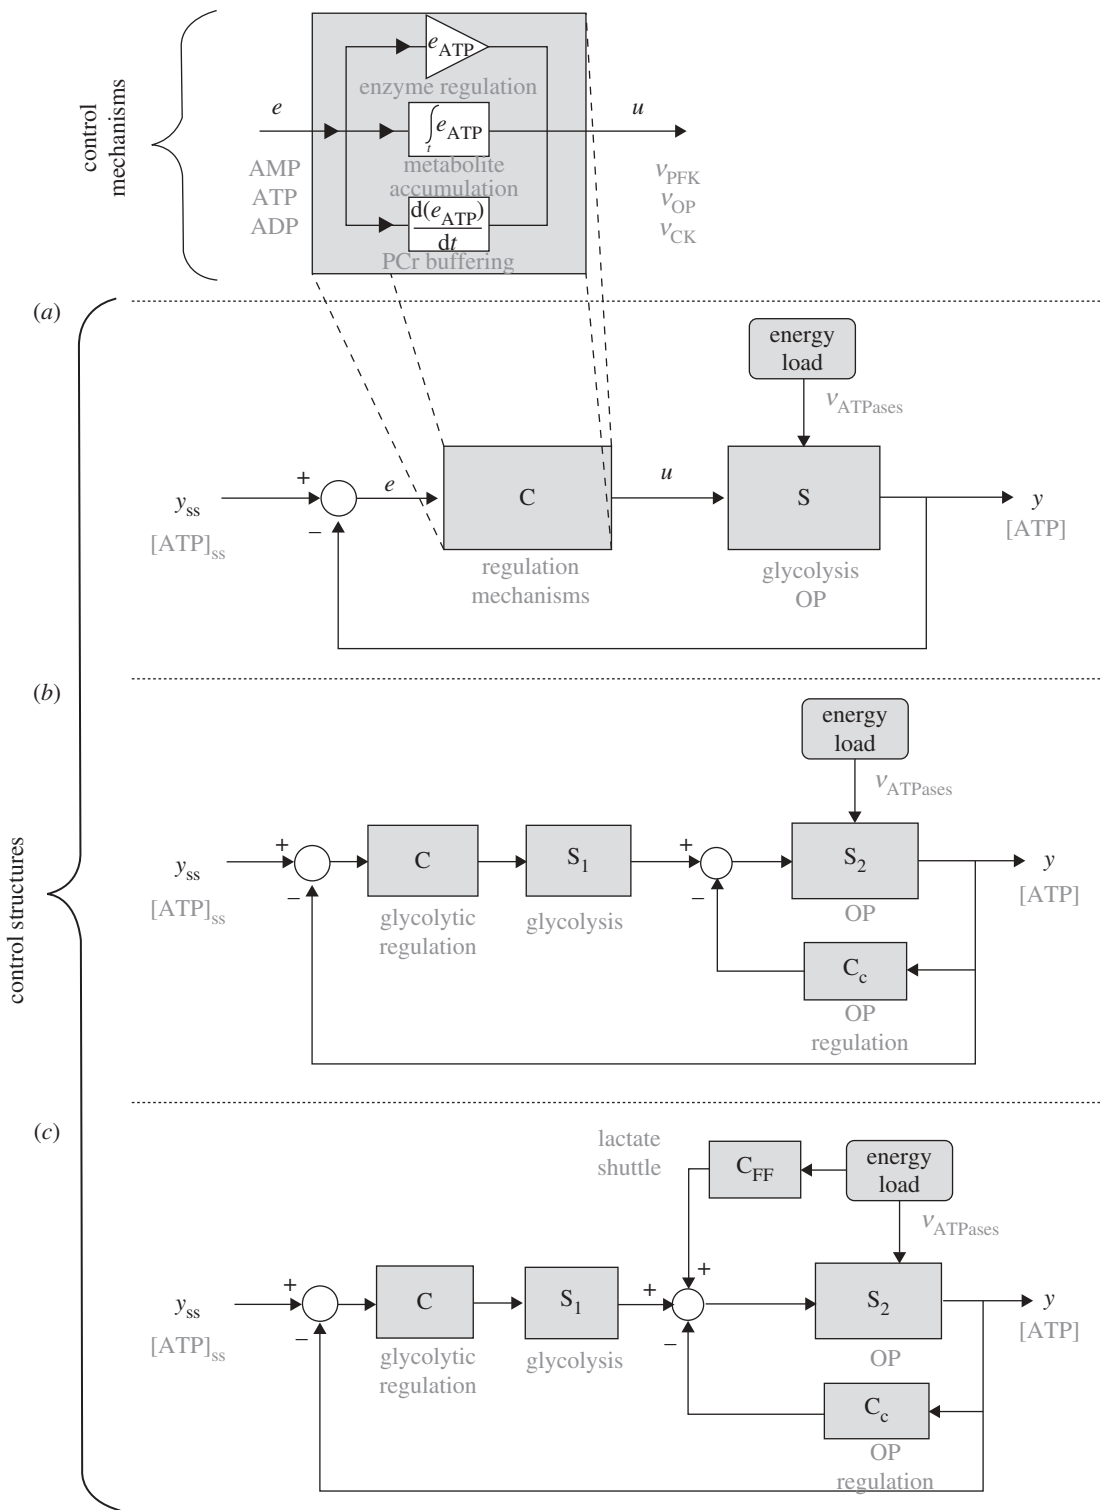 control
mechanisms
e
AMP
ATP
ADP
e_ATP
enzyme regulation
∫_t e_ATP
metabolite
accumulation
d(e_ATP)
dt
PCr buffering
u
v_PFK
v_OP
v_CK
control structures
(a)
energy
load
v_ATPases
y_ss
[ATP]_ss
+
−
e
C
regulation
mechanisms
u
S
glycolysis
OP
y
[ATP]
(b)
energy
load
v_ATPases
y_ss
[ATP]_ss
+
−
C
glycolytic
regulation
S_1
glycolysis
+
−
S_2
OP
C_c
OP
regulation
y
[ATP]
(c)
lactate
shuttle
C_FF
energy
load
v_ATPases
y_ss
[ATP]_ss
+
−
C
glycolytic
regulation
S_1
glycolysis
+
+
−
S_2
OP
C_c
OP
regulation
y
[ATP]